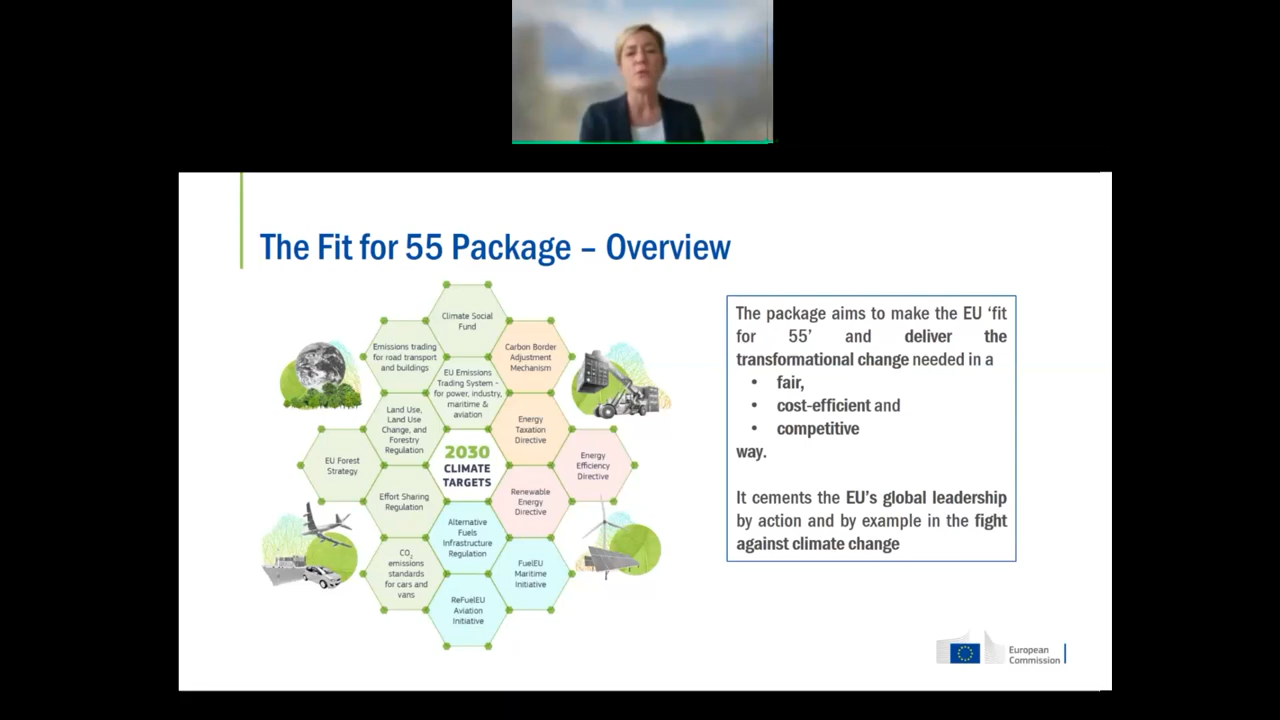 The Fit for 55 Package – Overview
Climate Social
Fund
Emissions trading
for road transport
and buildings
Carbon Border
Adjustment
Mechanism
EU Emissions
Trading System -
for power, industry,
maritime &
aviation
Land Use,
Land Use
Change, and
Forestry
Regulation
Energy
Taxation
Directive
EU Forest
Strategy
2030
CLIMATE
TARGETS
Energy
Efficiency
Directive
Effort Sharing
Regulation
Renewable
Energy
Directive
Alternative
Fuels
Infrastructure
Regulation
CO₂
emissions
standards
for cars and
vans
FuelEU
Maritime
Initiative
ReFuelEU
Aviation
Initiative
The package aims to make the EU ‘fit
for 55’ and deliver the
transformational change needed in a
• fair,
• cost-efficient and
• competitive
way.
It cements the EU’s global leadership
by action and by example in the fight
against climate change
European
Commission